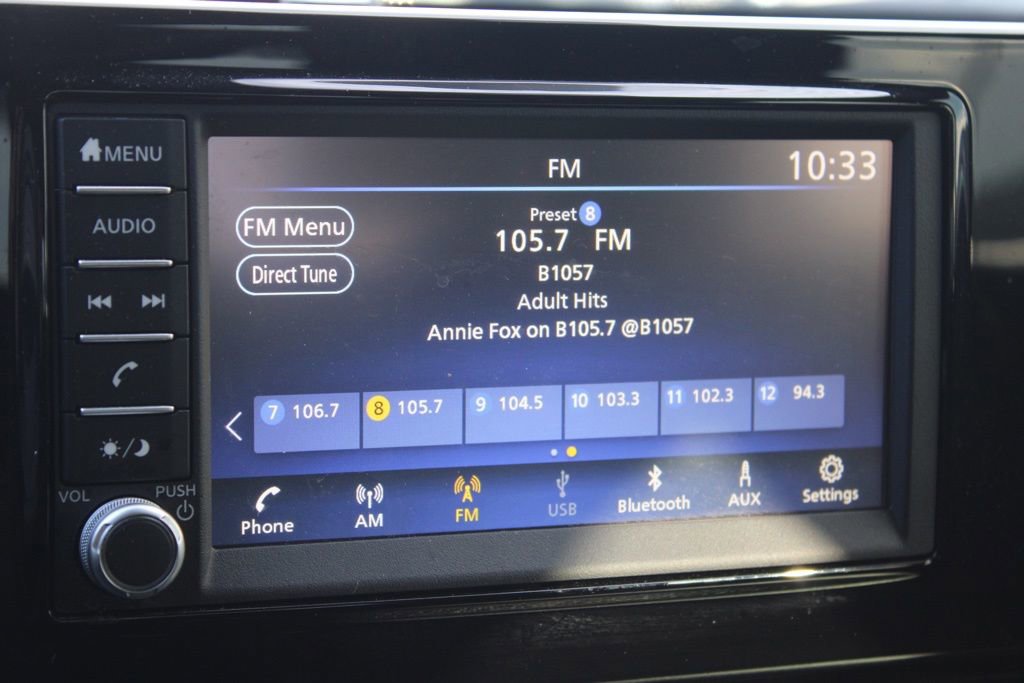 MENU
AUDIO
VOL
PUSH
FM
10:33
FM Menu
Direct Tune
Preset 8
105.7 FM
B1057
Adult Hits
Annie Fox on B105.7 @B1057
7 106.7
8 105.7
9 104.5
10 103.3
11 102.3
12 94.3
Phone
AM
FM
USB
Bluetooth
AUX
Settings